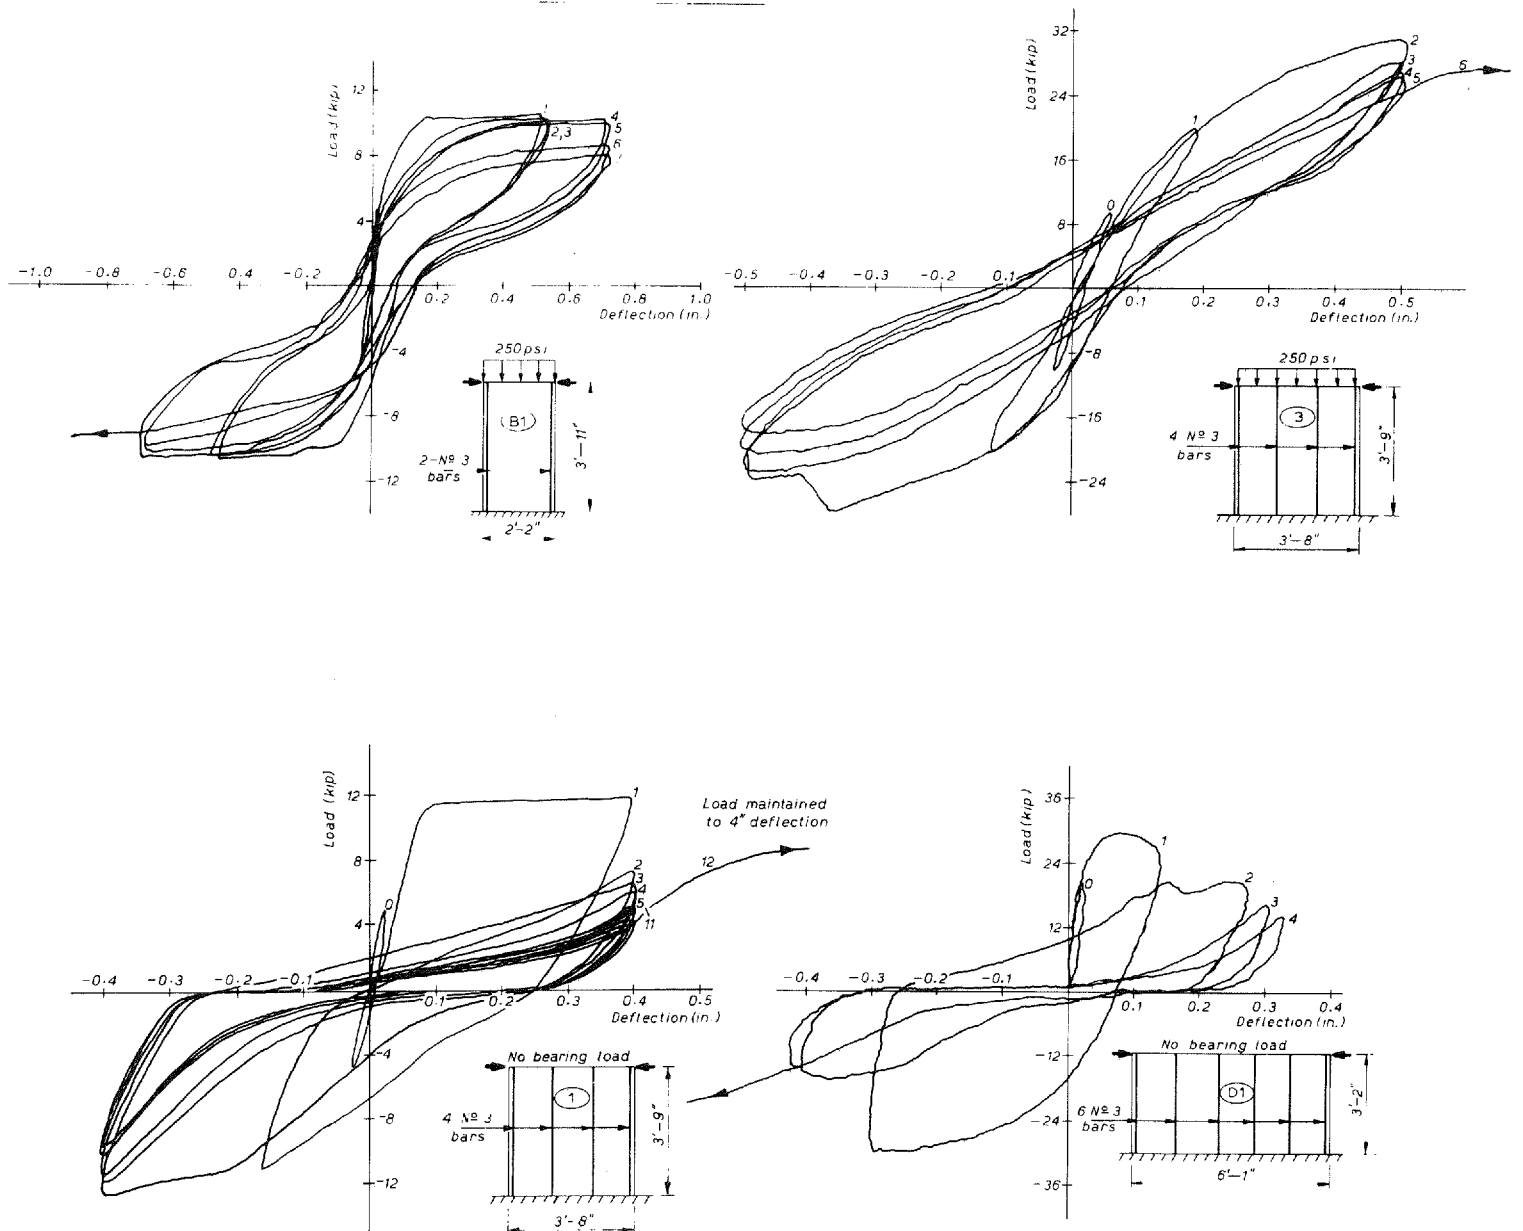 Load (kip)
12
8
4
-1.0 -0.8 -0.6 0.4 -0.2
0.2 0.4 0.6 0.8 1.0
Deflection (in.)
-4
-8
-12
1
2,3
4
5
6
250 psi
B1
2-Nº 3
bars
3'-11"
2'-2"
Load (kip)
32
24
16
8
-0.5 -0.4 -0.3 -0.2 0.1
0.1 0.2 0.3 0.4 0.5
Deflection (in.)
-8
-16
-24
0
1
2
3
4
5
6
250 psi
3
4 Nº 3
bars
3'-9"
3'-8"
Load (kip)
12
8
4
-0.4 -0.3 -0.2 -0.1
0.1 0.2 0.3 0.4 0.5
Deflection (in.)
-4
-8
-12
0
1
2
3
4
5
11
12
Load maintained
to 4" deflection
No bearing load
1
4 Nº 3
bars
3'-9"
3'-8"
Load (kip)
36
24
12
-0.4 -0.3 -0.2 -0.1
0.1 0.2 0.3 0.4
Deflection (in.)
-12
-24
-36
0
1
2
3
4
No bearing load
D1
6 Nº 3
bars
3'-2"
6'-1"